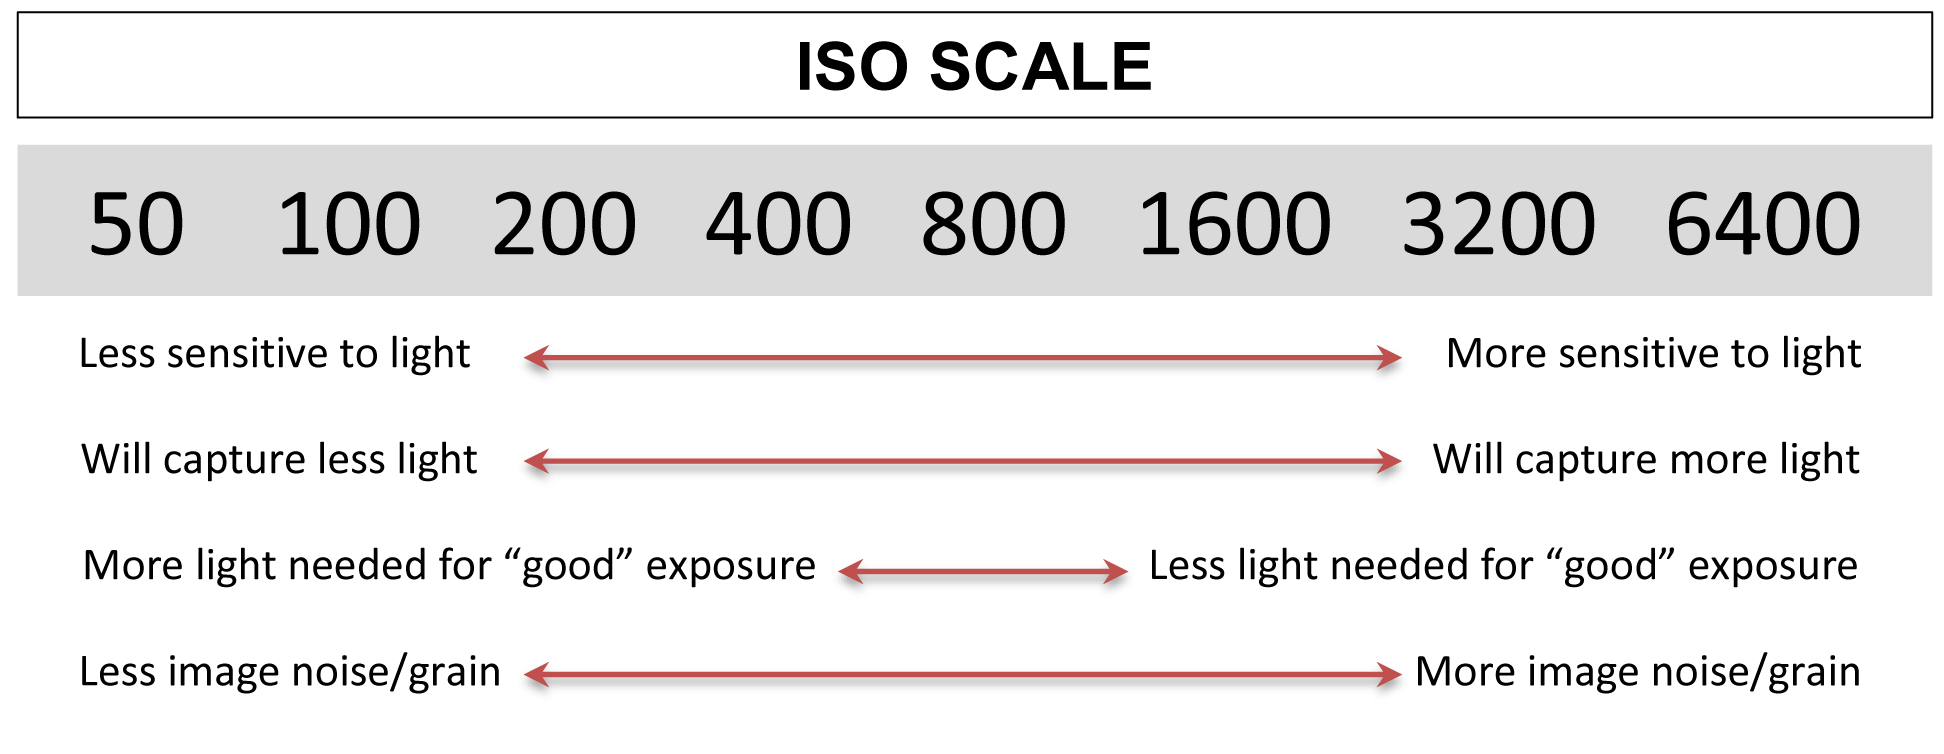 ISO SCALE
50 100 200 400 800 1600 3200 6400
Less sensitive to light More sensitive to light
Will capture less light Will capture more light
More light needed for “good” exposure Less light needed for “good” exposure
Less image noise/grain More image noise/grain